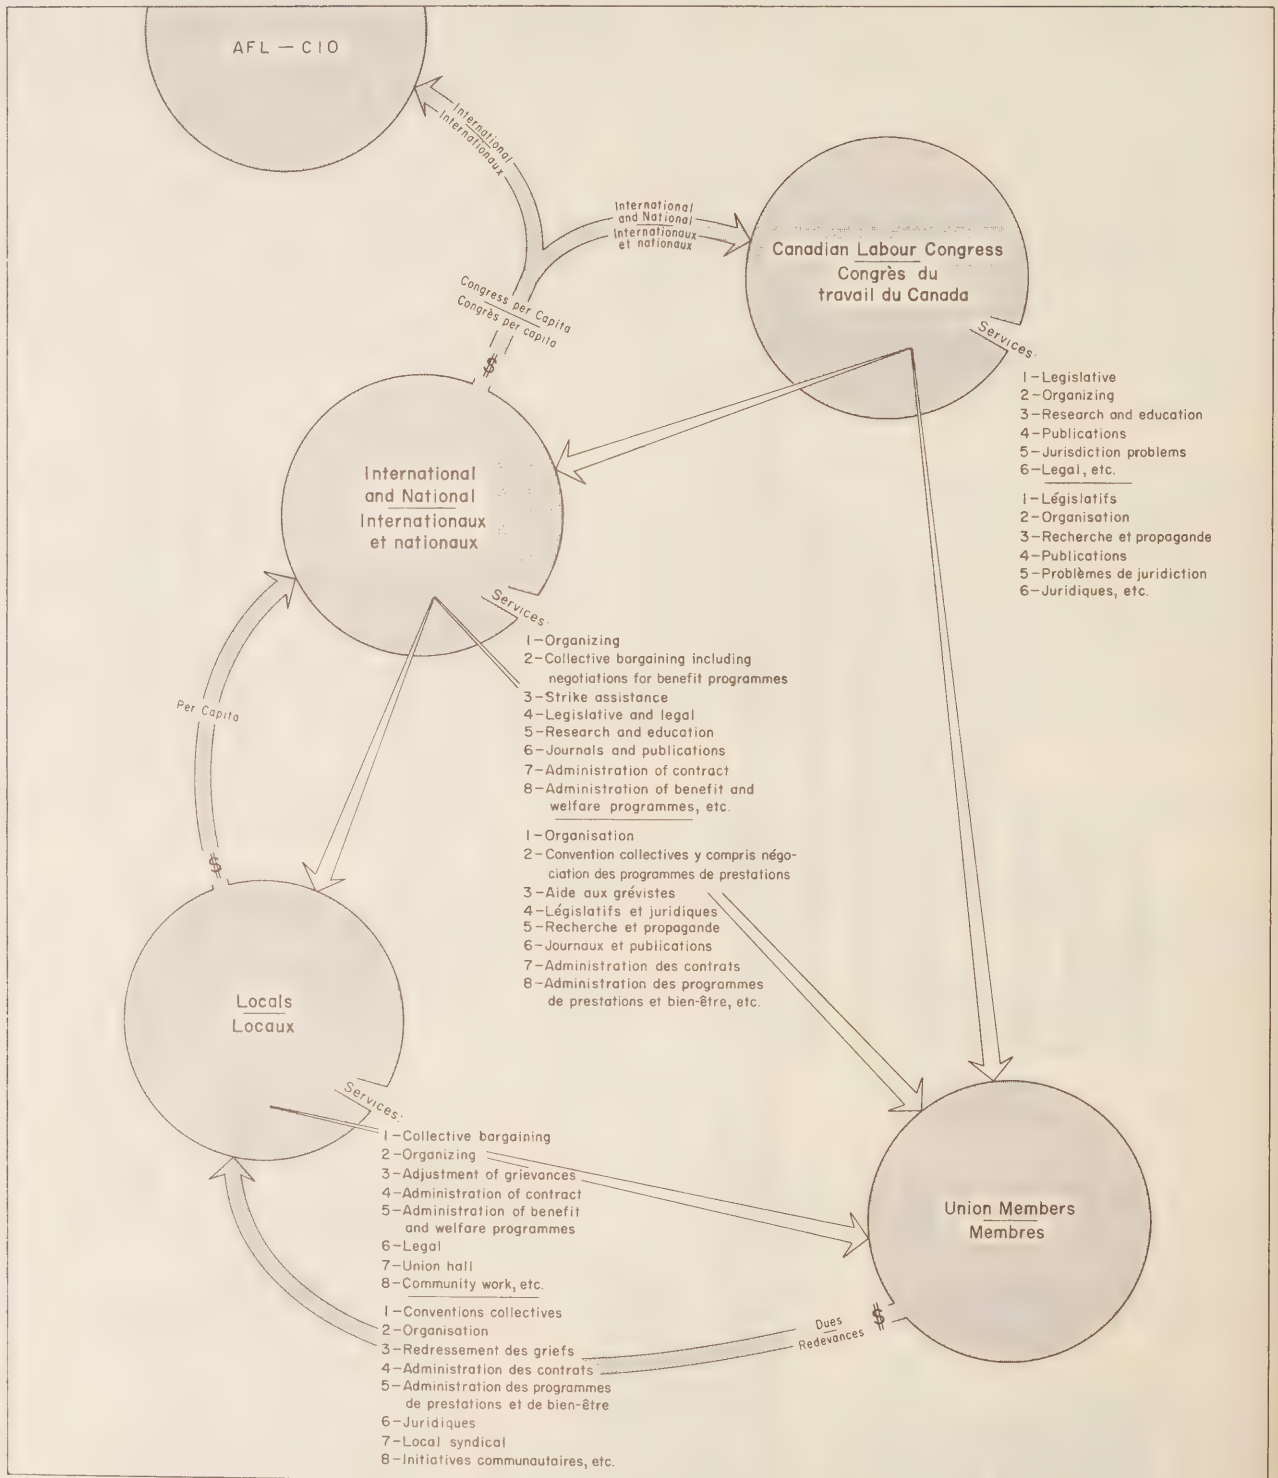 AFL — CIO
International
Internationaux
International
and National
Internationaux
et nationaux
Canadian Labour Congress
Congrès du
travail du Canada
Congress per Capita
Congrès per capita
$
Services:
1-Legislative
2-Organizing
3-Research and education
4-Publications
5-Jurisdiction problems
6-Legal, etc.
1-Législatifs
2-Organisation
3-Recherche et propagande
4-Publications
5-Problèmes de juridiction
6-Juridiques, etc.
International
and National
Internationaux
et nationaux
Services:
1-Organizing
2-Collective bargaining including
negotiations for benefit programmes
3-Strike assistance
4-Legislative and legal
5-Research and education
6-Journals and publications
7-Administration of contract
8-Administration of benefit and
welfare programmes, etc.
1-Organisation
2-Convention collectives y compris négo-
ciation des programmes de prestations
3-Aide aux grévistes
4-Législatifs et juridiques
5-Recherche et propagande
6-Journaux et publications
7-Administration des contrats
8-Administration des programmes
de prestations et bien-être, etc.
Per Capita
$
Locals
Locaux
Services:
1-Collective bargaining
2-Organizing
3-Adjustment of grievances
4-Administration of contract
5-Administration of benefit
and welfare programmes
6-Legal
7-Union hall
8-Community work, etc.
1-Conventions collectives
2-Organisation
3-Redressement des griefs
4-Administration des contrats
5-Administration des programmes
de prestations et de bien-être
6-Juridiques
7-Local syndical
8-Initiatives communautaires, etc.
Union Members
Membres
Dues
Redevances
$